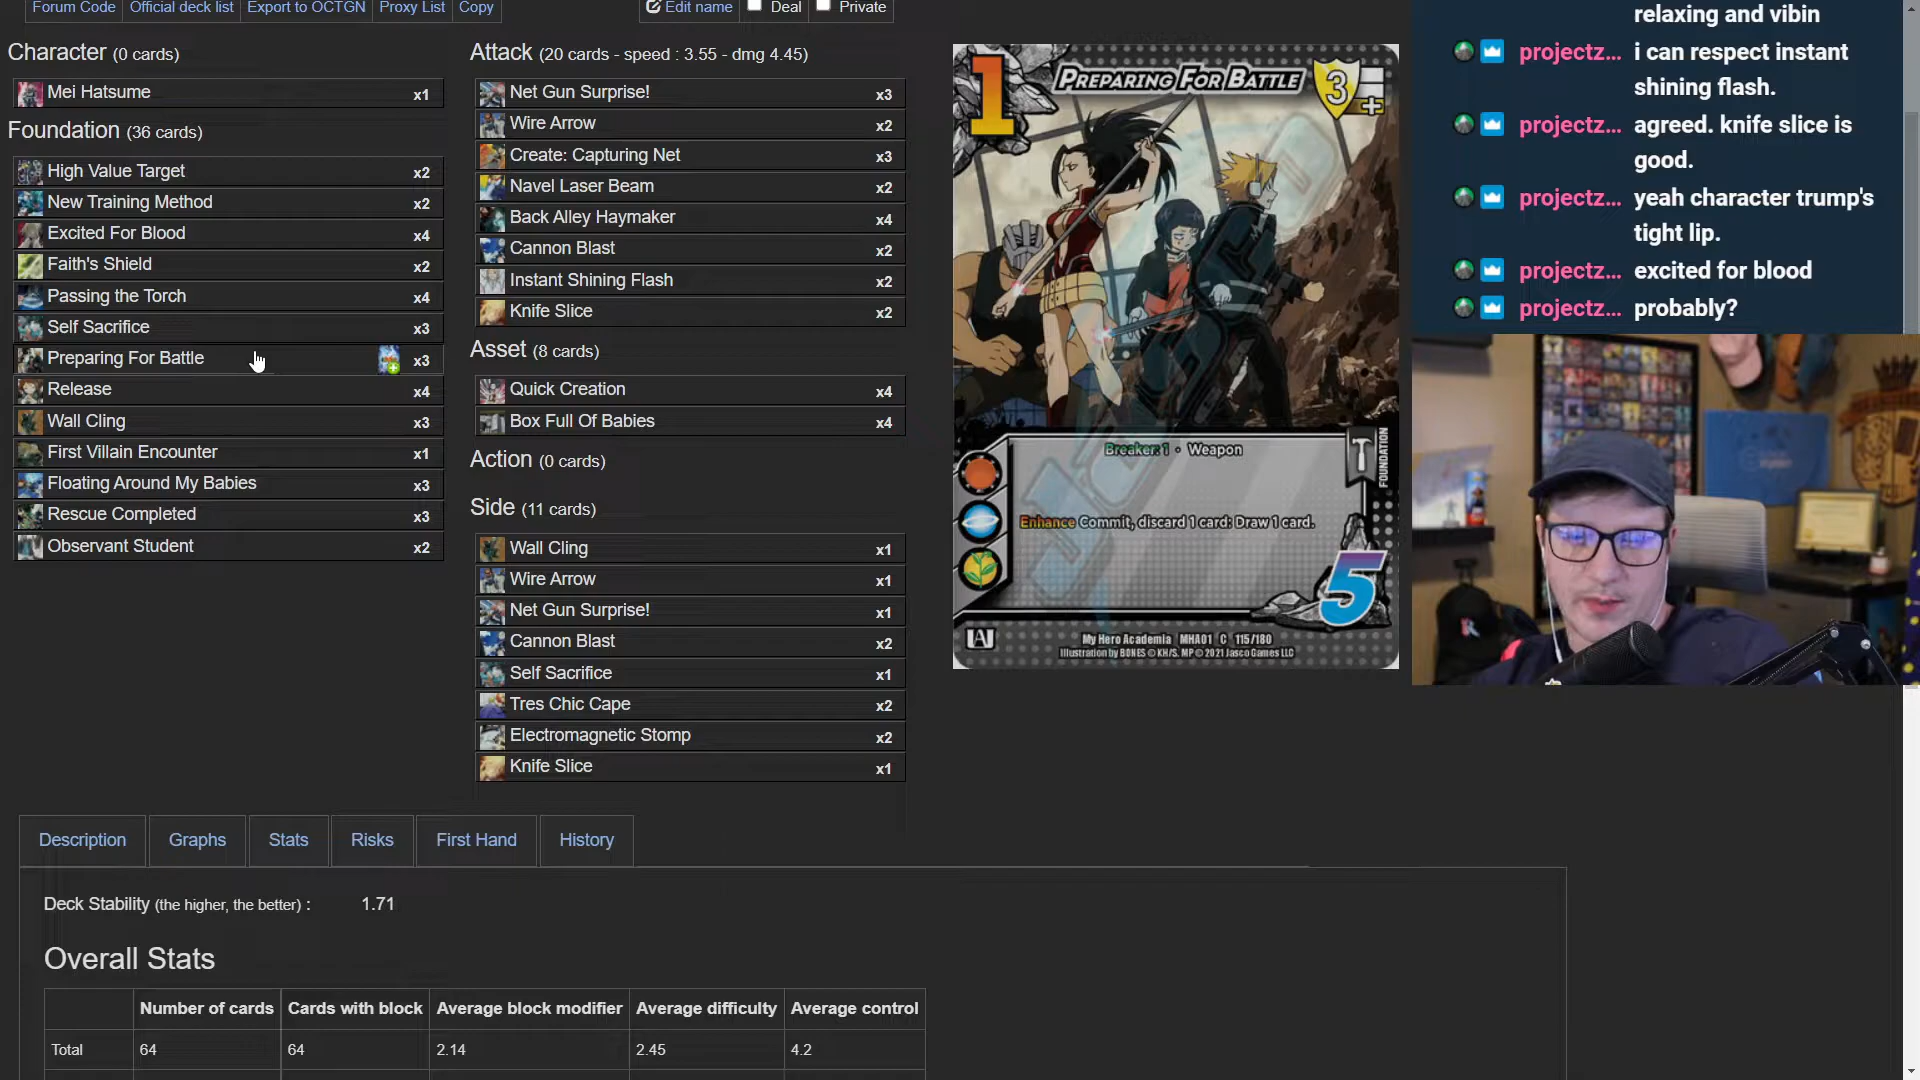 Forum Code
Official deck list
Export to OCTGN
Proxy List
Copy
Edit name
Deal
Private
Character (0 cards)
Mei Hatsume x1
Foundation (36 cards)
High Value Target x2
New Training Method x2
Excited For Blood x4
Faith's Shield x2
Passing the Torch x4
Self Sacrifice x3
Preparing For Battle x3
Release x4
Wall Cling x3
First Villain Encounter x1
Floating Around My Babies x3
Rescue Completed x3
Observant Student x2
Attack (20 cards - speed : 3.55 - dmg 4.45)
Net Gun Surprise! x3
Wire Arrow x2
Create: Capturing Net x3
Navel Laser Beam x2
Back Alley Haymaker x4
Cannon Blast x2
Instant Shining Flash x2
Knife Slice x2
Asset (8 cards)
Quick Creation x4
Box Full Of Babies x4
Action (0 cards)
Side (11 cards)
Wall Cling x1
Wire Arrow x1
Net Gun Surprise! x1
Cannon Blast x2
Self Sacrifice x1
Tres Chic Cape x2
Electromagnetic Stomp x2
Knife Slice x1
1
PREPARING FOR BATTLE
3
+
Breaker: 1 • Weapon
FOUNDATION
Enhance Commit, discard 1 card: Draw 1 card.
5
My Hero Academia MHA01 C 115/180
Illustration by BONES © KH/S, MP © 2021 Jasco Games LLC
relaxing and vibin
projectz... i can respect instant
shining flash.
projectz... agreed. knife slice is
good.
projectz... yeah character trump's
tight lip.
projectz... excited for blood
projectz... probably?
Description
Graphs
Stats
Risks
First Hand
History
Deck Stability (the higher, the better) : 1.71
Overall Stats
Number of cards Cards with block Average block modifier Average difficulty Average control
Total 64 64 2.14 2.45 4.2